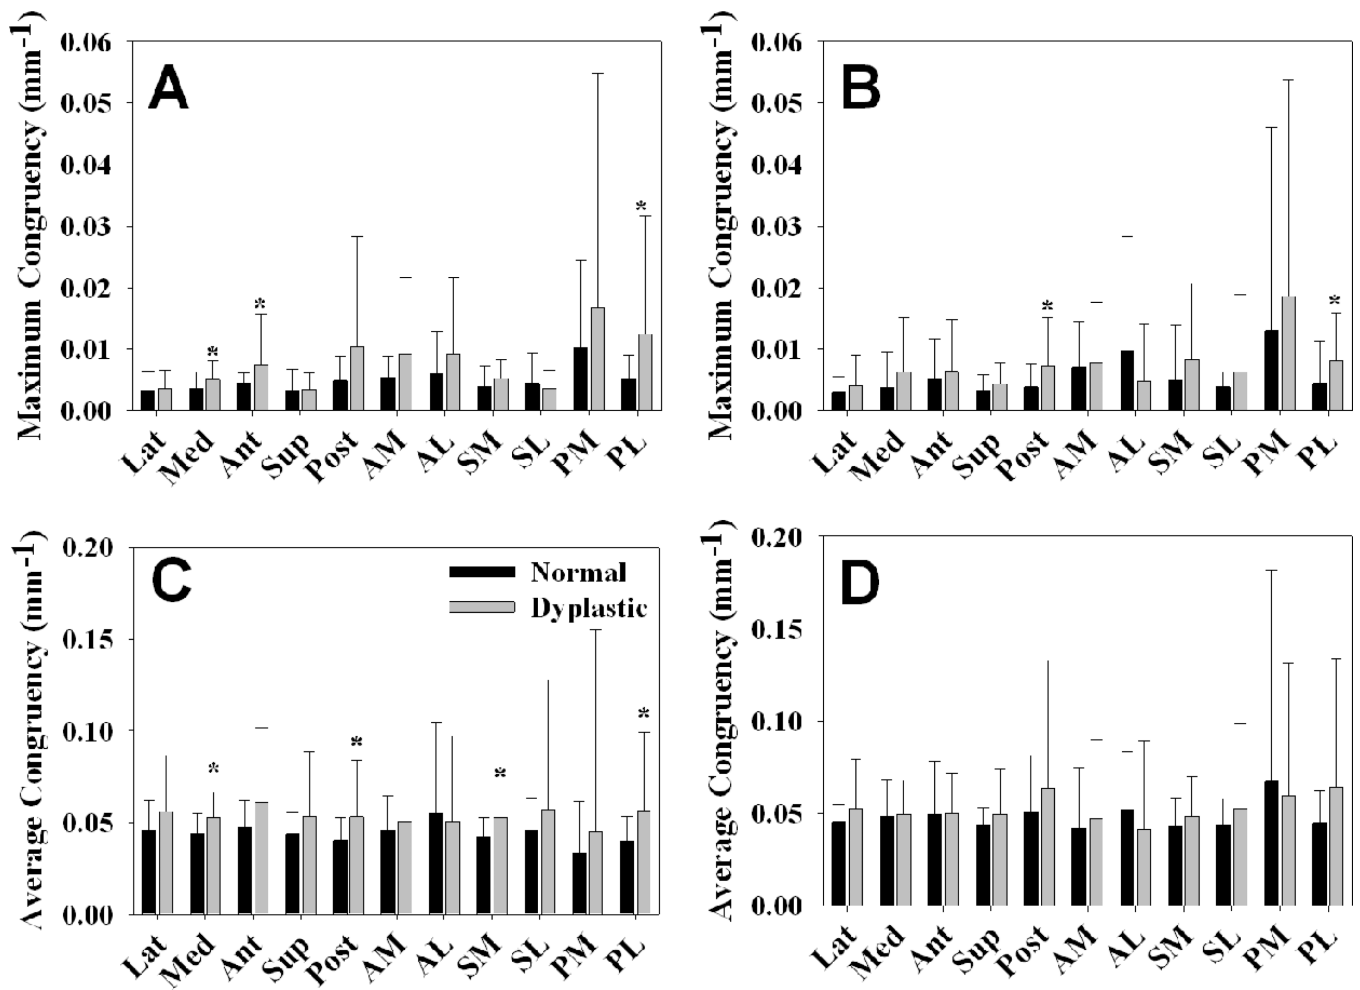 Maximum Congruency (mm-1)
0.06
0.05
0.04
0.03
0.02
0.01
0.00
A
*
*
*
Lat Med Ant Sup Post AM AL SM SL PM PL
Maximum Congruency (mm-1)
0.06
0.05
0.04
0.03
0.02
0.01
0.00
B
*
*
Lat Med Ant Sup Post AM AL SM SL PM PL
Average Congruency (mm-1)
0.20
0.15
0.10
0.05
0.00
C
Normal
Dyplastic
*
*
*
*
Lat Med Ant Sup Post AM AL SM SL PM PL
Average Congruency (mm-1)
0.20
0.15
0.10
0.05
0.00
D
Lat Med Ant Sup Post AM AL SM SL PM PL